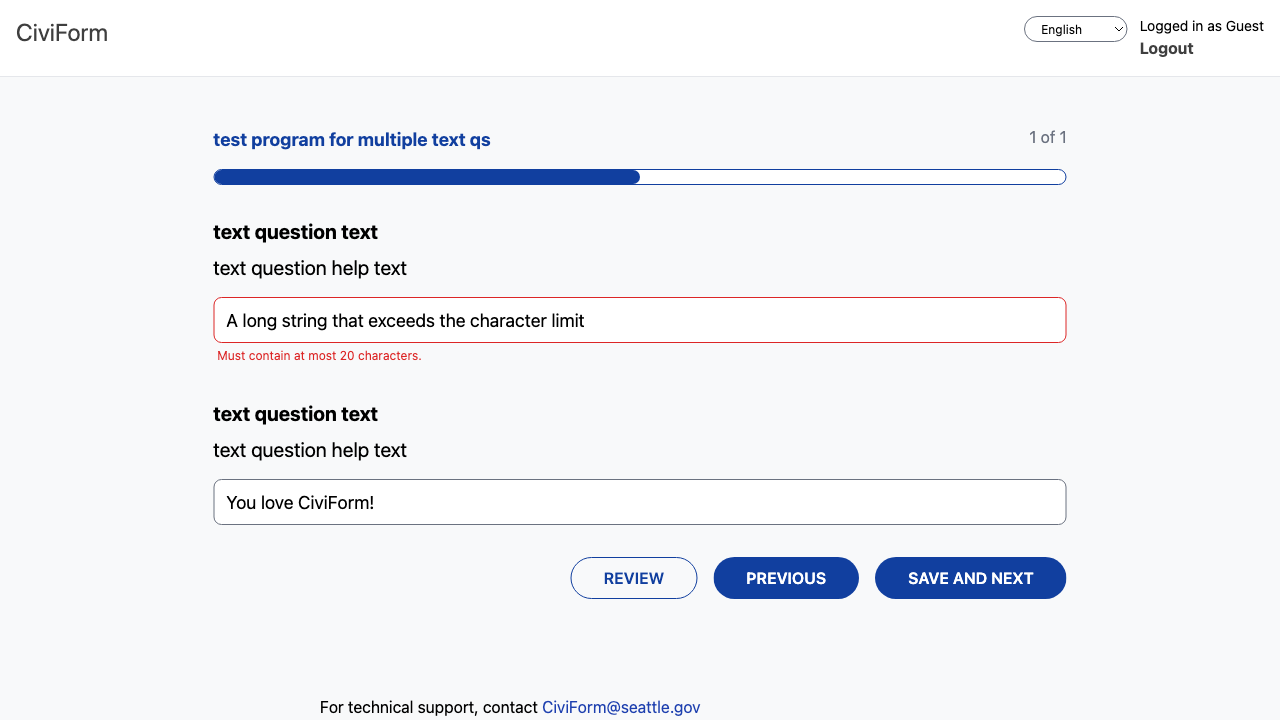 CiviForm
English
Logged in as Guest
Logout
test program for multiple text qs
1 of 1
text question text
text question help text
A long string that exceeds the character limit
Must contain at most 20 characters.
text question text
text question help text
You love CiviForm!
REVIEW
PREVIOUS
SAVE AND NEXT
For technical support, contact CiviForm@seattle.gov